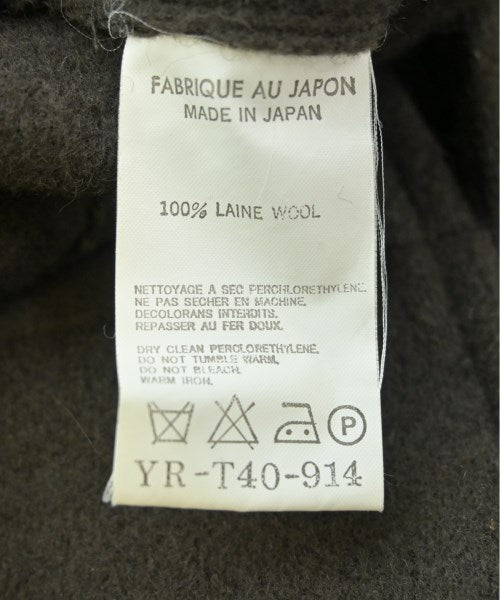 FABRIQUE AU JAPON
MADE IN JAPAN
100% LAINE WOOL
NETTOYAGE A SEC PERCHLORETHYLENE.
NE PAS SECHER EN MACHINE.
DECOLORANS INTERDITS.
REPASSER AU FER DOUX.
DRY CLEAN PERCLORETHYLENE.
DO NOT TUMBLE WARM.
DO NOT BLEACH.
WARM IRON.
P
YR-T40-914